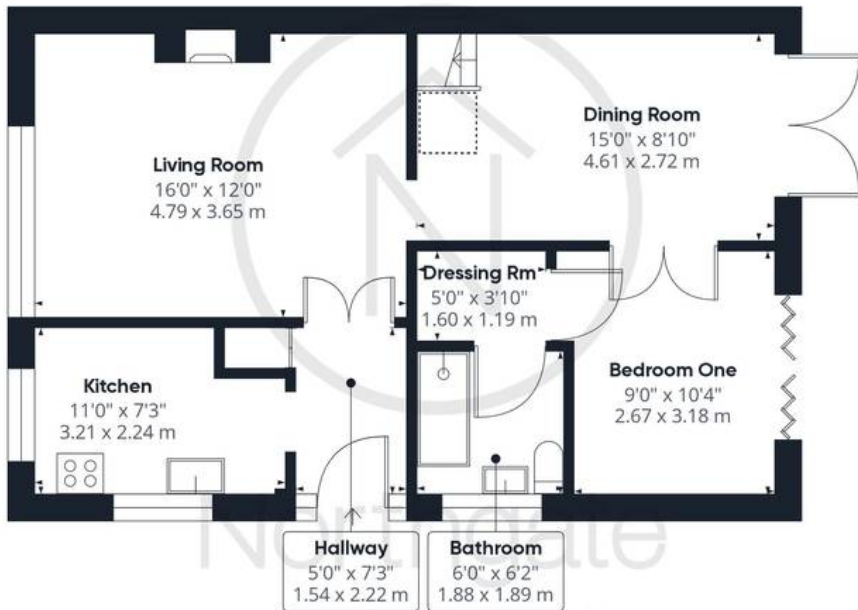 Living Room
16'0" x 12'0"
4.79 x 3.65 m
Dining Room
15'0" x 8'10"
4.61 x 2.72 m
Dressing Rm
5'0" x 3'10"
1.60 x 1.19 m
Kitchen
11'0" x 7'3"
3.21 x 2.24 m
Bedroom One
9'0" x 10'4"
2.67 x 3.18 m
Northgate
Hallway
5'0" x 7'3"
1.54 x 2.22 m
Bathroom
6'0" x 6'2"
1.88 x 1.89 m